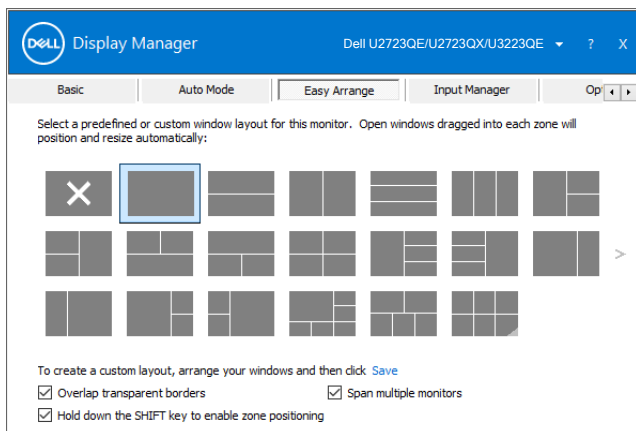 DELL Display Manager Dell U2723QE/U2723QX/U3223QE ? X
Basic Auto Mode Easy Arrange Input Manager Op
Select a predefined or custom window layout for this monitor. Open windows dragged into each zone will
position and resize automatically:
>
To create a custom layout, arrange your windows and then click Save
Overlap transparent borders Span multiple monitors
Hold down the SHIFT key to enable zone positioning